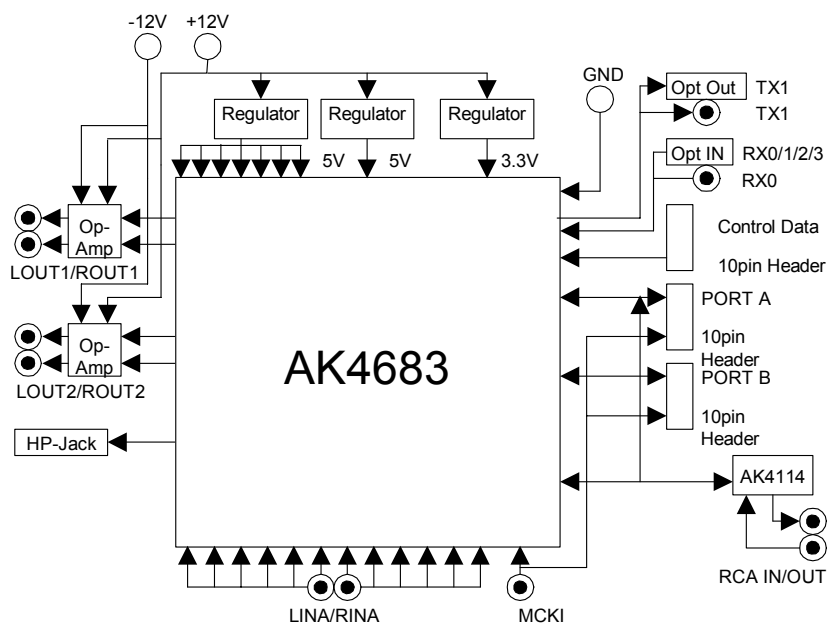 -12V
+12V
GND
Opt Out
TX1
TX1
Regulator
Regulator
Regulator
5V
5V
3.3V
Opt IN
RX0/1/2/3
RX0
Op-
Amp
LOUT1/ROUT1
Control Data
10pin Header
PORT A
10pin
Header
Op-
Amp
LOUT2/ROUT2
AK4683
PORT B
10pin
Header
HP-Jack
AK4114
RCA IN/OUT
LINA/RINA
MCKI